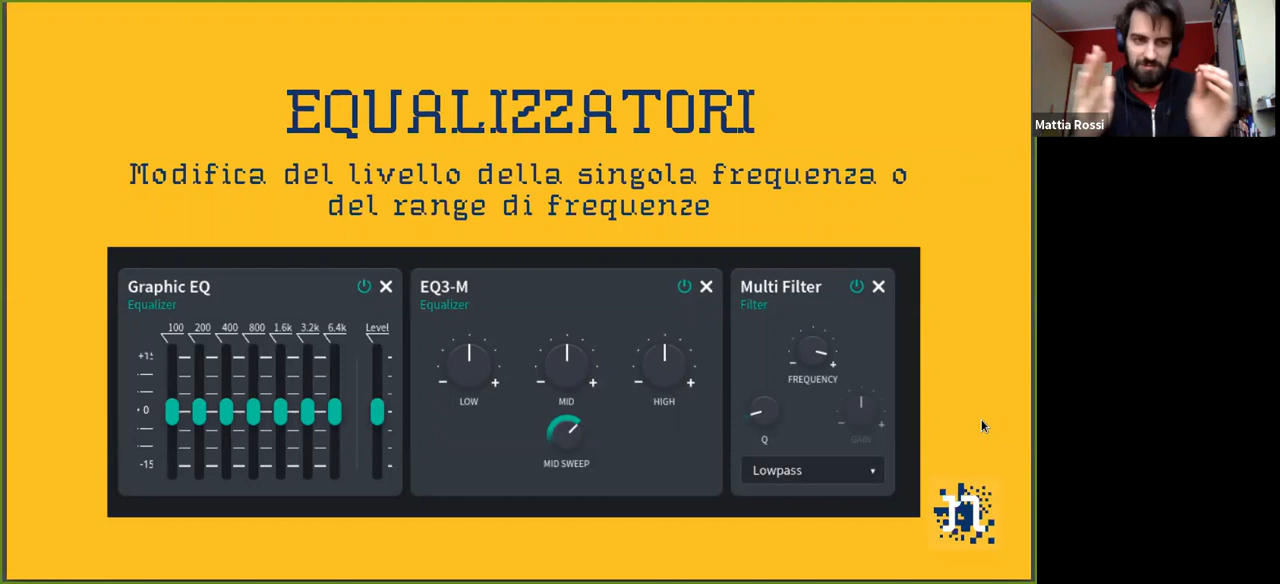 EQUALIZZATORI
Modifica del livello della singola frequenza o
del range di frequenze
Mattia Rossi
Graphic EQ
Equalizer
100 200 400 800 1.6k 3.2k 6.4k Level
0
-15
EQ3-M
Equalizer
LOW MID HIGH
MID SWEEP
Multi Filter
Filter
FREQUENCY
Q GAIN
Lowpass
n